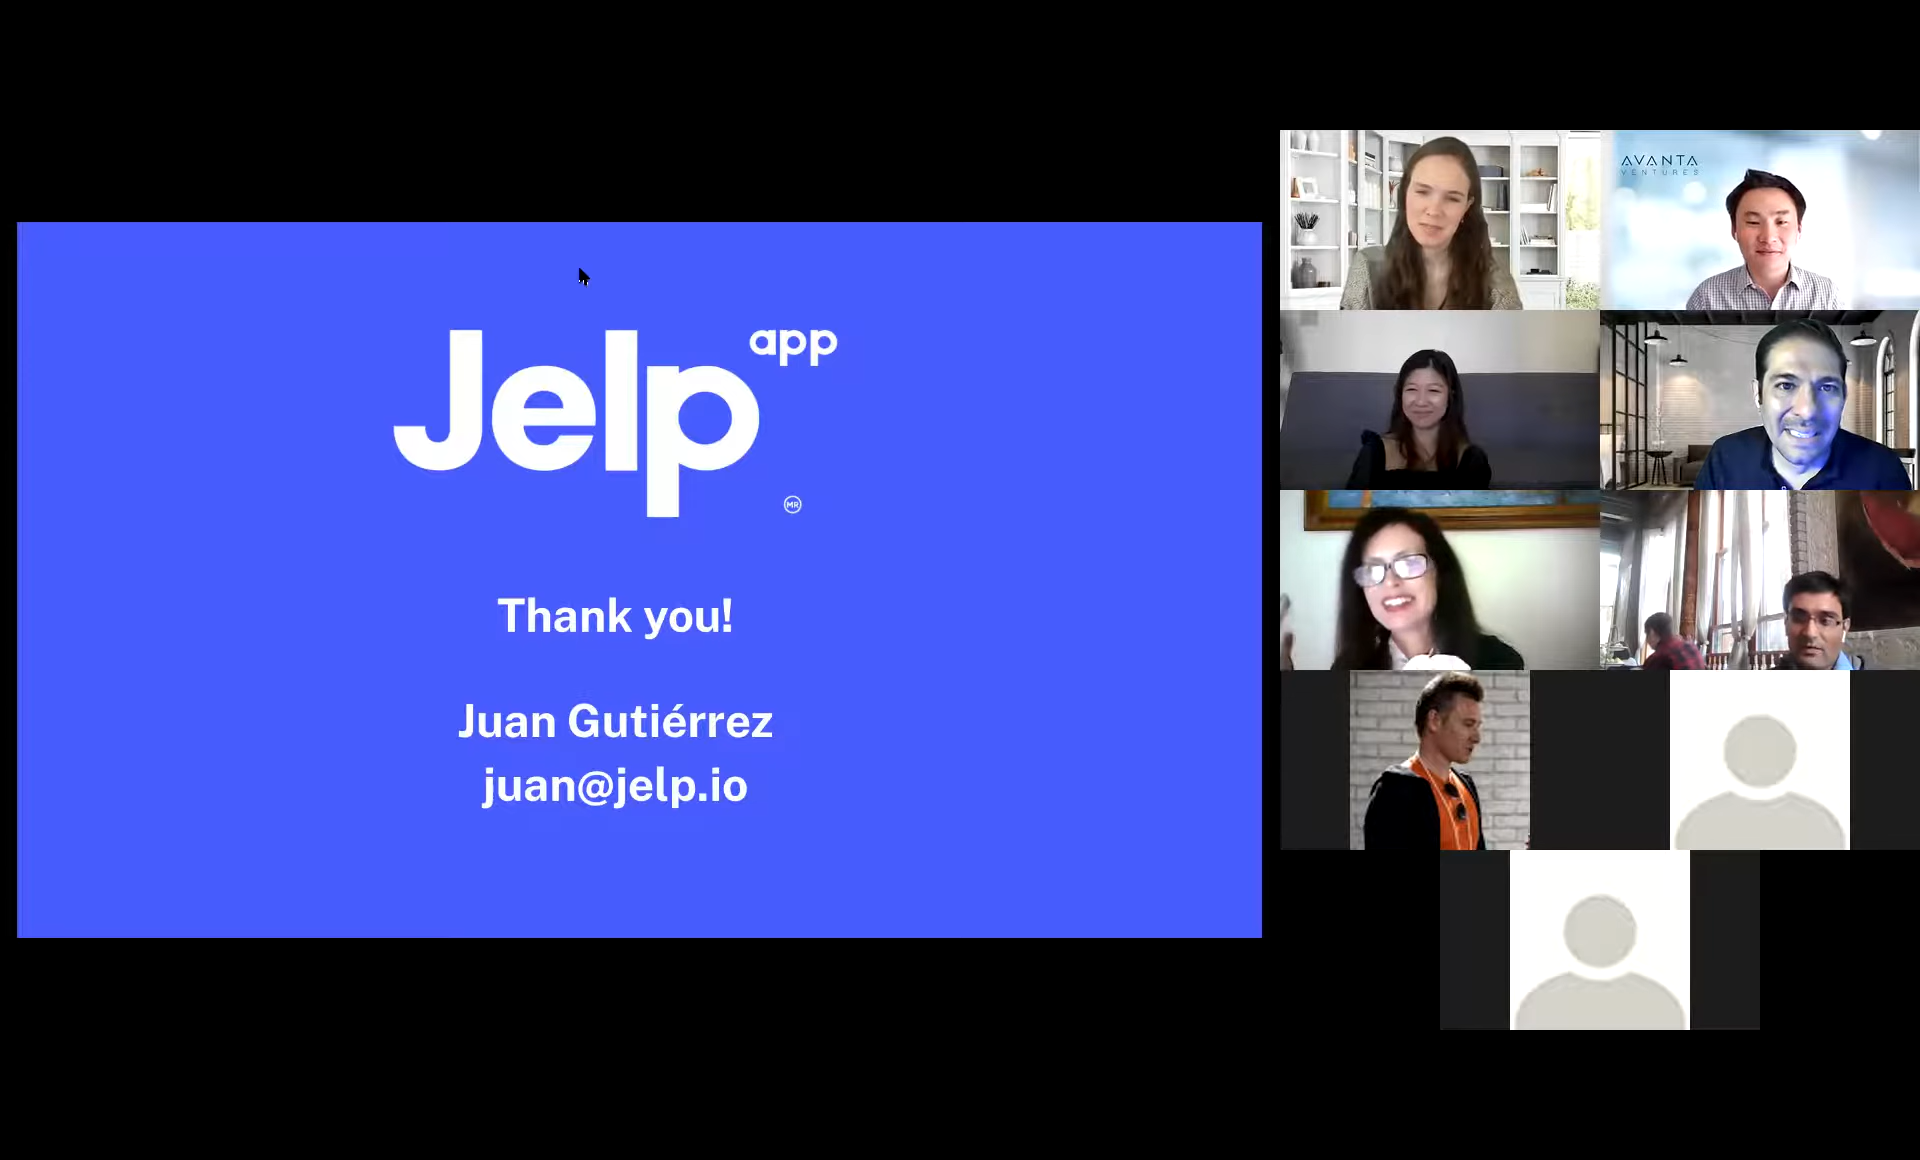 Jelp app
MR
Thank you!
Juan Gutiérrez
juan@jelp.io
AVANTA
VENTURES